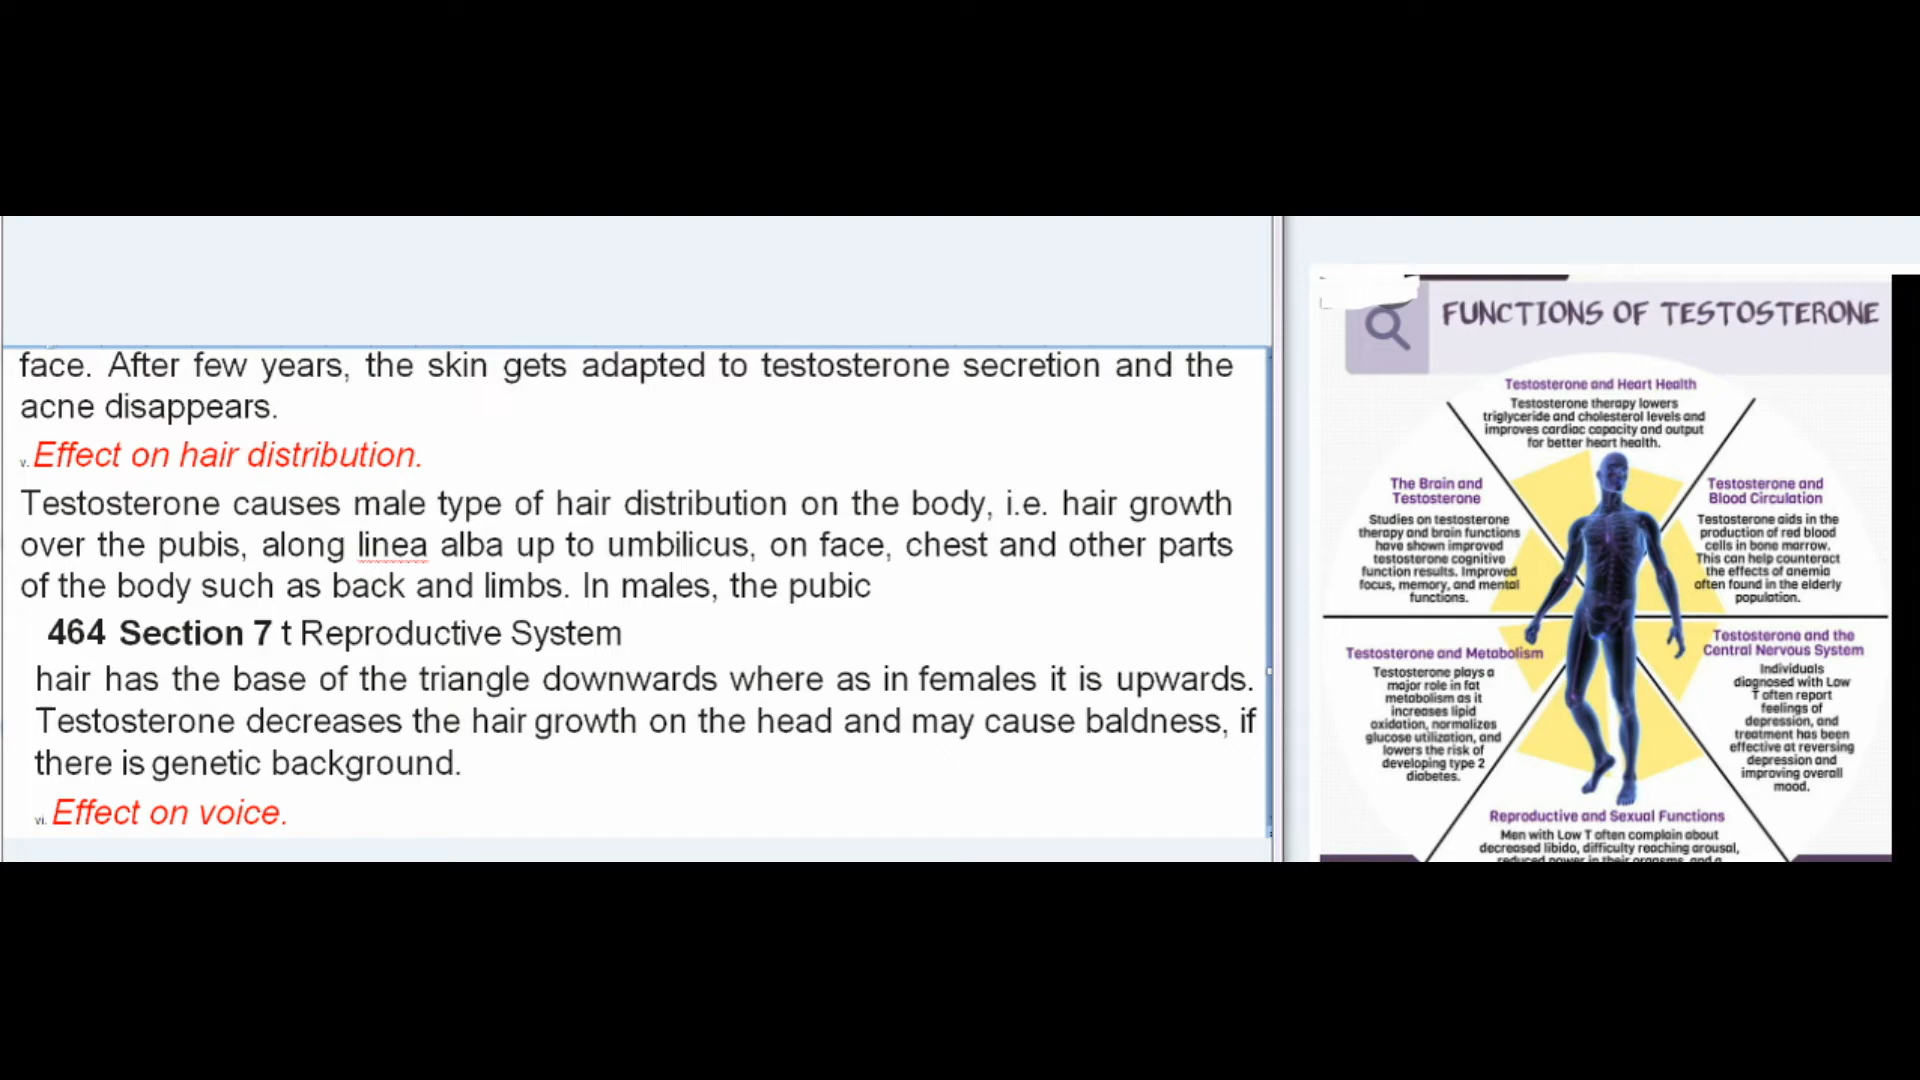 face. After few years, the skin gets adapted to testosterone secretion and the
acne disappears.
v. Effect on hair distribution.
Testosterone causes male type of hair distribution on the body, i.e. hair growth
over the pubis, along linea alba up to umbilicus, on face, chest and other parts
of the body such as back and limbs. In males, the pubic
464 Section 7 t Reproductive System
hair has the base of the triangle downwards where as in females it is upwards.
Testosterone decreases the hair growth on the head and may cause baldness, if
there is genetic background.
vi. Effect on voice.
FUNCTIONS OF TESTOSTERONE
Testosterone and Heart Health
Testosterone therapy lowers
triglyceride and cholesterol levels and
improves cardiac capacity and output
for better heart health.
The Brain and
Testosterone
Studies on testosterone
therapy and brain functions
have shown improved
testosterone cognitive
function results. Improved
focus, memory, and mental
functions.
Testosterone and
Blood Circulation
Testosterone aids in the
production of red blood
cells in bone marrow.
This can help counteract
the effects of anemia
often found in the elderly
population.
Testosterone and Metabolism
Testosterone plays a
major role in fat
metabolism as it
increases lipid
oxidation, normalizes
glucose utilization, and
lowers the risk of
developing type 2
diabetes.
Testosterone and the
Central Nervous System
Individuals
diagnosed with Low
T often report
feelings of
depression, and
treatment has been
effective at reversing
depression and
improving overall
mood.
Reproductive and Sexual Functions
Men with Low T often complain about
decreased libido, difficulty reaching arousal,
reduced power in their orgasms, and a